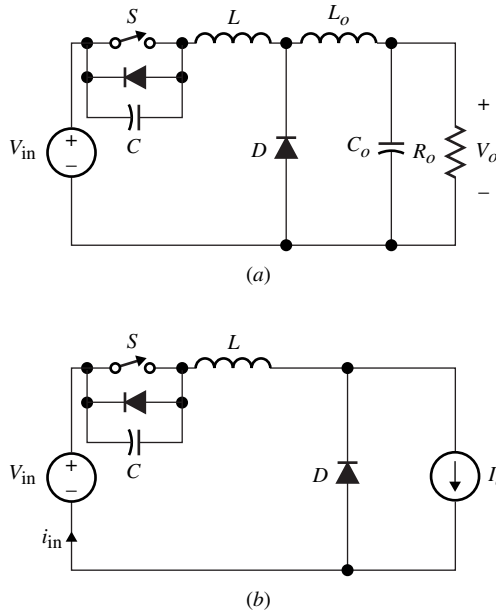 S
L
L_o
+
V_in
+
−
C
D
C_o
R_o
V_o
−
(a)
S
L
V_in
+
−
C
D
i_in
(b)